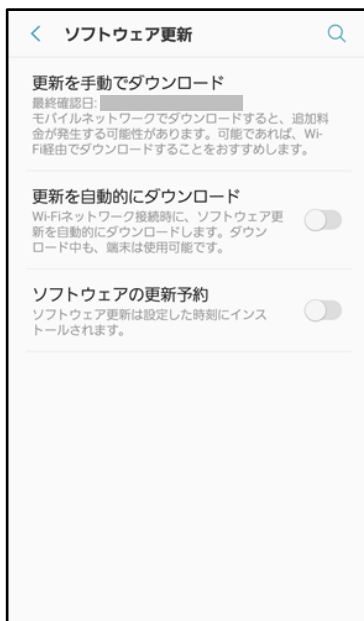 ソフトウェア更新
更新を手動でダウンロード
最終確認日:
モバイルネットワークでダウンロードすると、追加料
金が発生する可能性があります。可能であれば、Wi-
Fi経由でダウンロードすることをおすすめします。
更新を自動的にダウンロード
Wi-Fiネットワーク接続時に、ソフトウェア更
新を自動的にダウンロードします。ダウン
ロード中も、端末は使用可能です。
ソフトウェアの更新予約
ソフトウェア更新は設定した時刻にインス
トールされます。